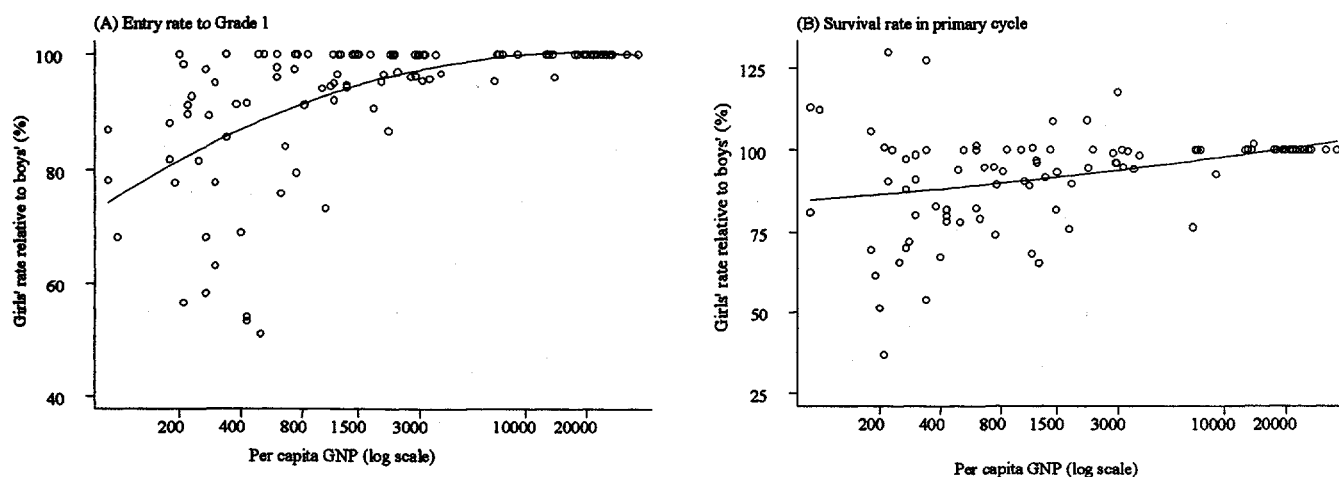 (A) Entry rate to Grade 1
Girls' rate relative to boys' (%)
100
80
60
40
200 400 800 1500 3000 10000 20000
Per capita GNP (log scale)
(B) Survival rate in primary cycle
Girls' rate relative to boys' (%)
125
100
75
50
25
200 400 800 1500 3000 10000 20000
Per capita GNP (log scale)